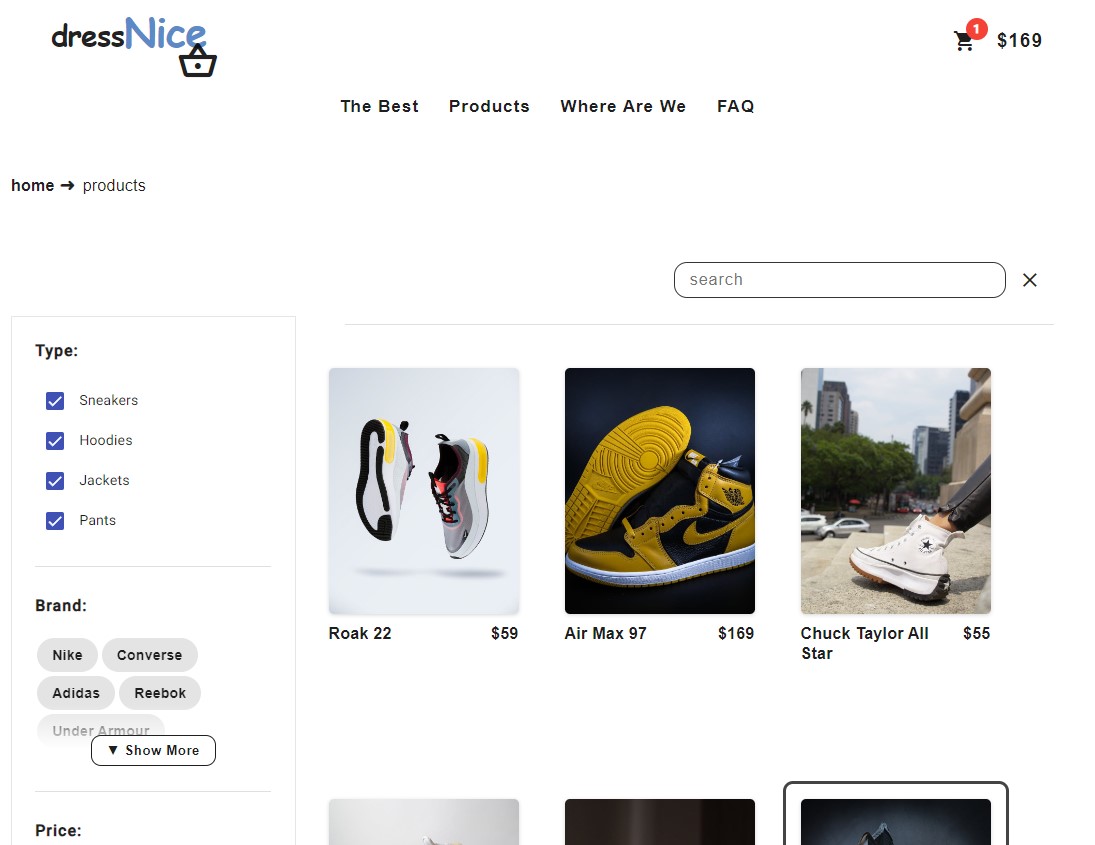 dressNice
1
$169
The Best Products Where Are We FAQ
home ➜ products
search
Type:
Sneakers
Hoodies
Jackets
Pants
Brand:
Nike Converse
Adidas Reebok
Under Armour
▼ Show More
Price:
Roak 22 $59
Air Max 97 $169
Chuck Taylor All $55
Star